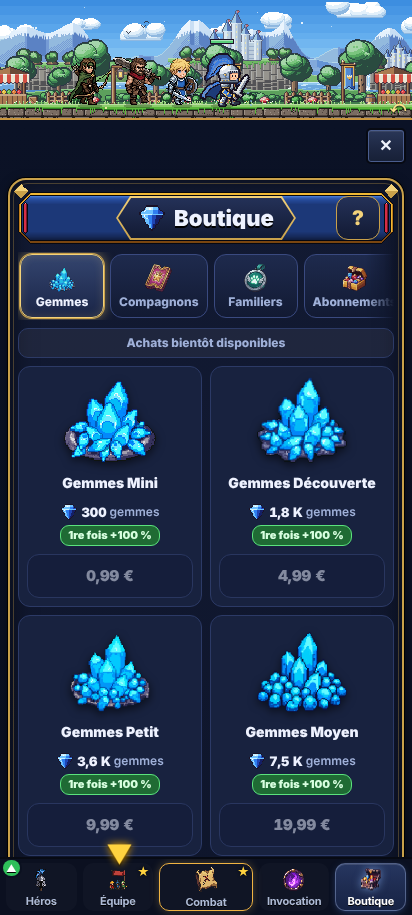 ×
Boutique
?
Gemmes
Compagnons
Familiers
Abonnement
Achats bientôt disponibles
Gemmes Mini
300 gemmes
1re fois +100 %
0,99 €
Gemmes Découverte
1,8 K gemmes
1re fois +100 %
4,99 €
Gemmes Petit
3,6 K gemmes
1re fois +100 %
9,99 €
Gemmes Moyen
7,5 K gemmes
1re fois +100 %
19,99 €
Héros
Équipe
Combat
Invocation
Boutique